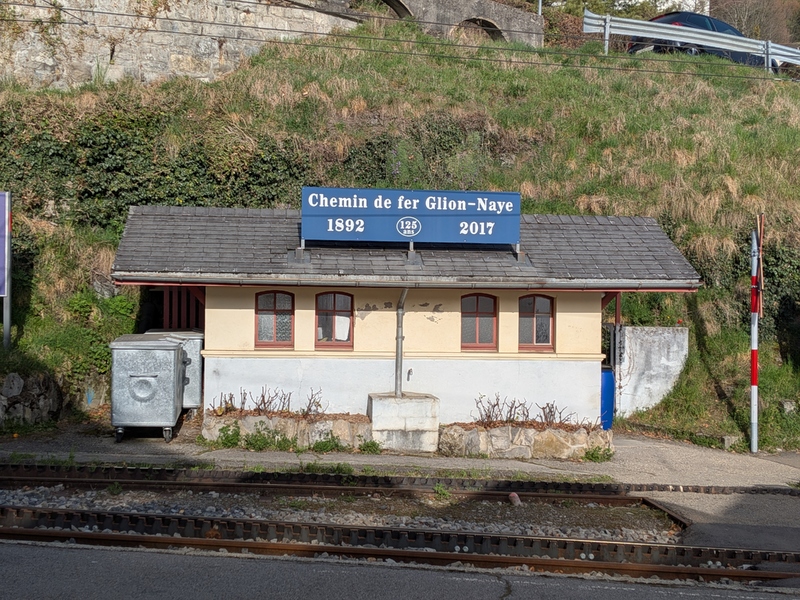 Chemin de fer Glion-Naye
1892 125 ans 2017